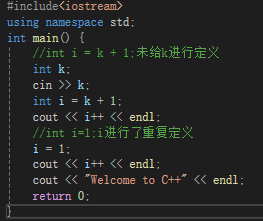 #include<iostream>
using namespace std;
int main() {
//int i = k + 1;未给k进行定义
int k;
cin >> k;
int i = k + 1;
cout << i++ << endl;
//int i=1;i进行了重复定义
i = 1;
cout << i++ << endl;
cout << "Welcome to C++" << endl;
return 0;
}